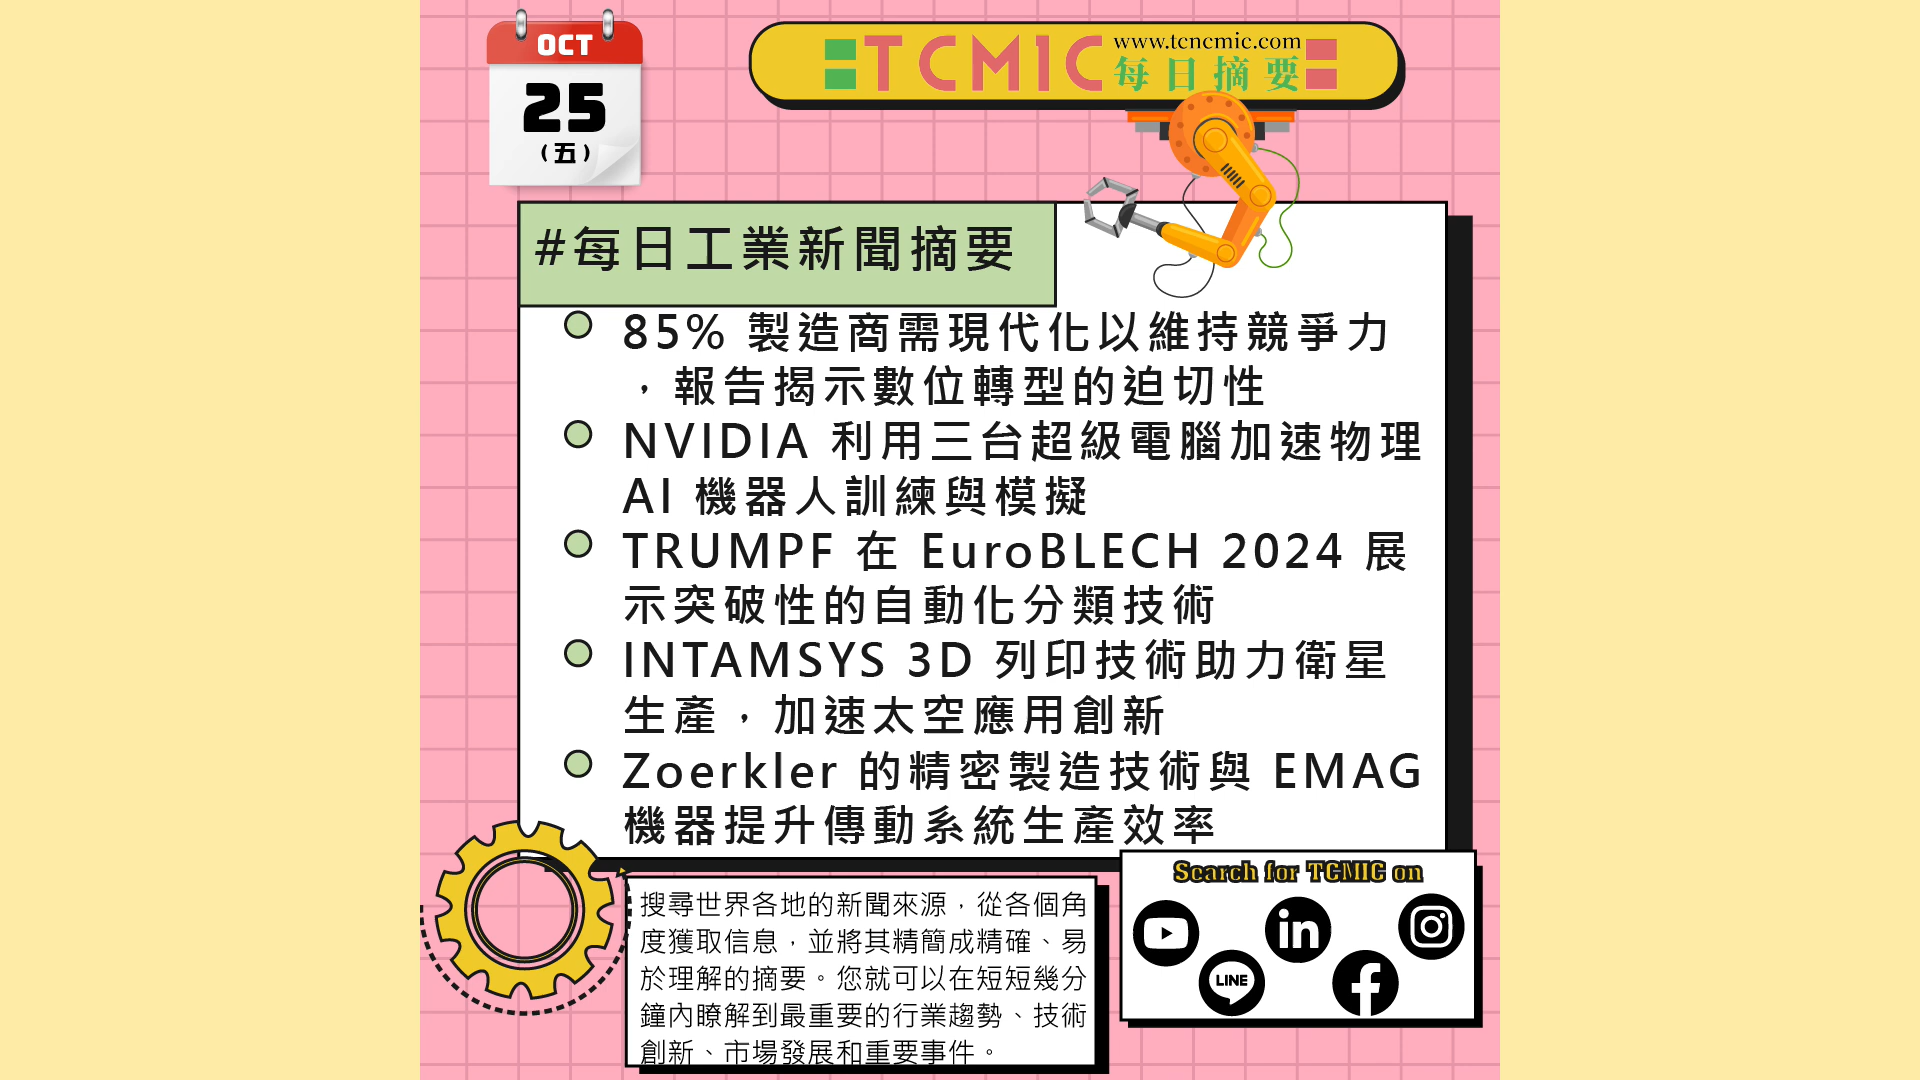 OCT
25
（五）
TCM1C
www.tcncmic.com
每日摘要
#每日工業新聞摘要
85% 製造商需現代化以維持競爭力
，報告揭示數位轉型的迫切性
NVIDIA 利用三台超級電腦加速物理
AI 機器人訓練與模擬
TRUMPF 在 EuroBLECH 2024 展
示突破性的自動化分類技術
INTAMSYS 3D 列印技術助力衛星
生產，加速太空應用創新
Zoerkler 的精密製造技術與 EMAG
機器提升傳動系統生產效率
搜尋世界各地的新聞來源，從各個角
度獲取信息，並將其精簡成精確、易
於理解的摘要。您就可以在短短幾分
鐘內瞭解到最重要的行業趨勢、技術
創新、市場發展和重要事件。
Search for TCMIC on
in
LINE